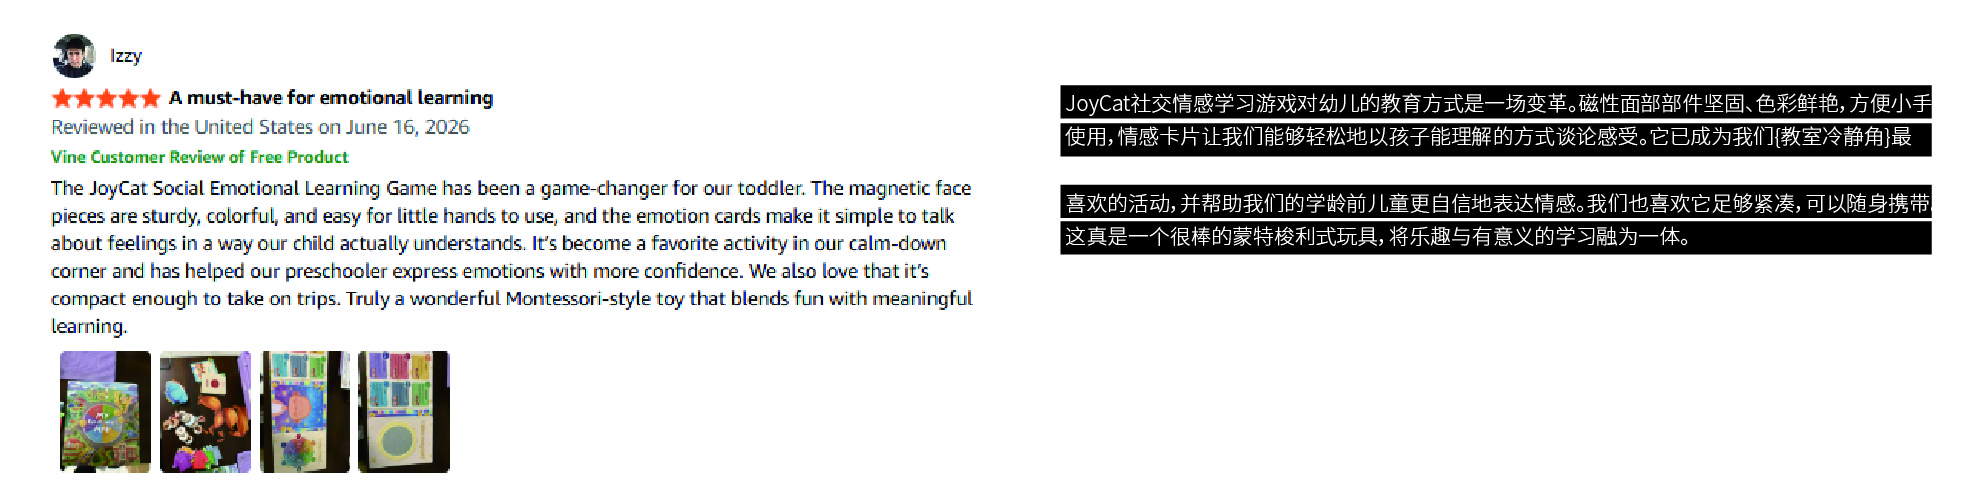 Izzy
A must-have for emotional learning
Reviewed in the United States on June 16, 2026
Vine Customer Review of Free Product
The JoyCat Social Emotional Learning Game has been a game-changer for our toddler. The magnetic face
pieces are sturdy, colorful, and easy for little hands to use, and the emotion cards make it simple to talk
about feelings in a way our child actually understands. It’s become a favorite activity in our calm-down
corner and has helped our preschooler express emotions with more confidence. We also love that it’s
compact enough to take on trips. Truly a wonderful Montessori-style toy that blends fun with meaningful
learning.
JoyCat社交情感学习游戏对幼儿的教育方式是一场变革。磁性面部部件坚固、色彩鲜艳，方便小手
使用，情感卡片让我们能够轻松地以孩子能理解的方式谈论感受。它已成为我们{教室冷静角}最
喜欢的活动，并帮助我们的学龄前儿童更自信地表达情感。我们也喜欢它足够紧凑，可以随身携带。
这真是一个很棒的蒙特梭利式玩具，将乐趣与有意义的学习融为一体。